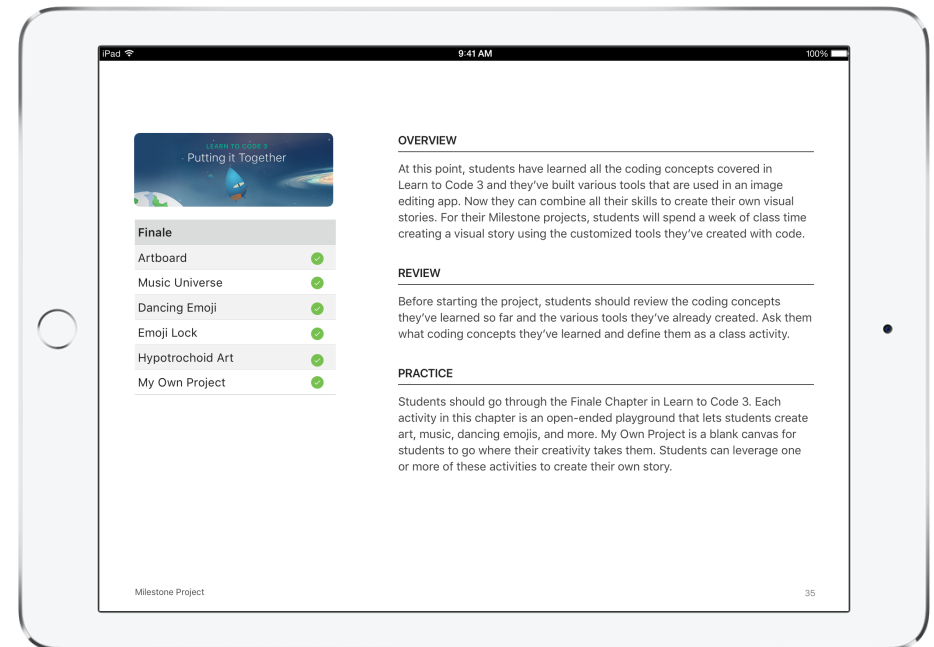 iPad
9:41 AM
100%
LEARN TO CODE 3
Putting it Together
Finale
Artboard
Music Universe
Dancing Emoji
Emoji Lock
Hypotrochoid Art
My Own Project
OVERVIEW
At this point, students have learned all the coding concepts covered in
Learn to Code 3 and they’ve built various tools that are used in an image
editing app. Now they can combine all their skills to create their own visual
stories. For their Milestone projects, students will spend a week of class time
creating a visual story using the customized tools they’ve created with code.
REVIEW
Before starting the project, students should review the coding concepts
they’ve learned so far and the various tools they’ve already created. Ask them
what coding concepts they’ve learned and define them as a class activity.
PRACTICE
Students should go through the Finale Chapter in Learn to Code 3. Each
activity in this chapter is an open-ended playground that lets students create
art, music, dancing emojis, and more. My Own Project is a blank canvas for
students to go where their creativity takes them. Students can leverage one
or more of these activities to create their own story.
Milestone Project
35